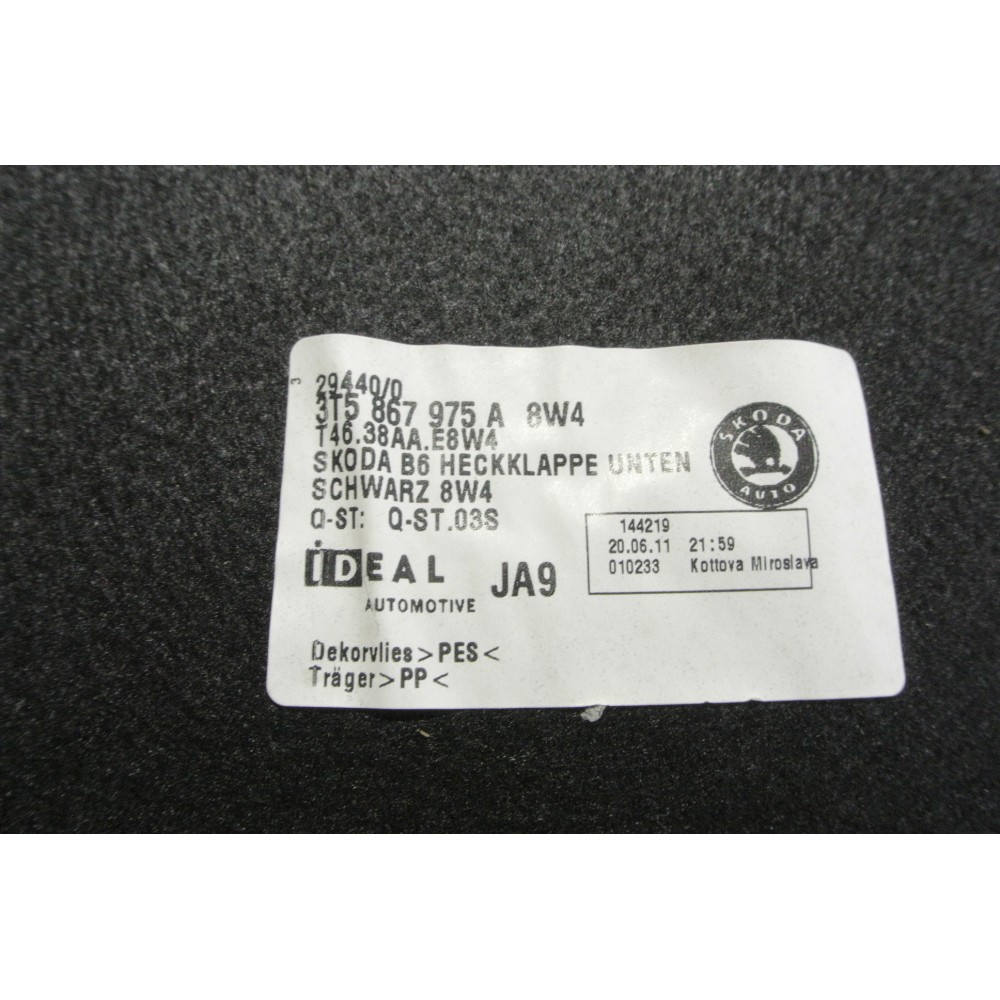 3
29440/0
3T5 867 975 A 8W4
T46.38AA.E8W4
SKODA B6 HECKKLAPPE UNTEN
SCHWARZ 8W4
Q-ST: Q-ST.03S
SKODA
AUTO
144219
20.06.11 21:59
010233 Kottova Miroslava
iDEAL
AUTOMOTIVE
JA9
Dekorvlies >PES<
Träger >PP<